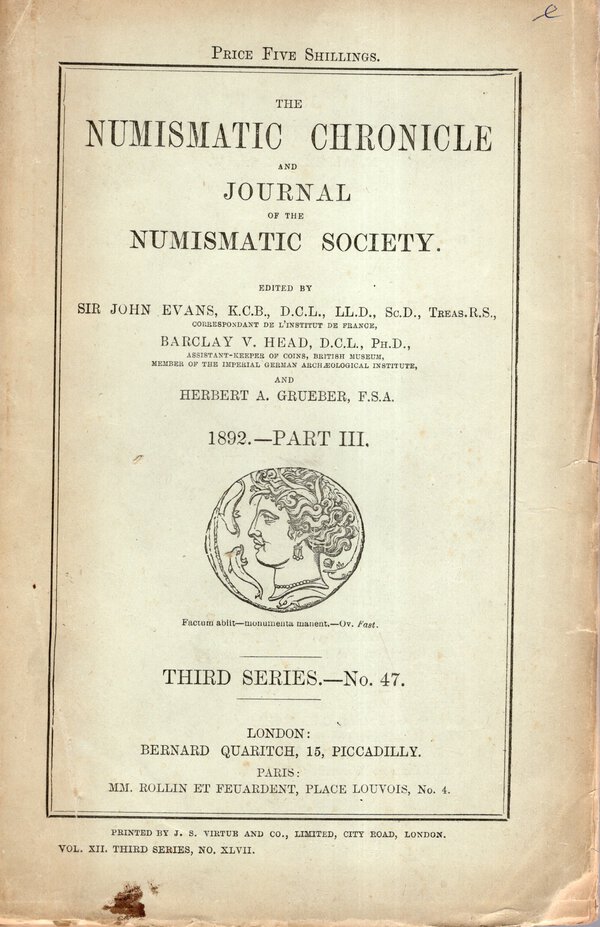 e
PRICE FIVE SHILLINGS.
THE
NUMISMATIC CHRONICLE
AND
JOURNAL
OF THE
NUMISMATIC SOCIETY.
EDITED BY
SIR JOHN EVANS, K.C.B., D.C.L., LL.D., Sc.D., TREAS.R.S.,
CORRESPONDANT DE L'INSTITUT DE FRANCE,
BARCLAY V. HEAD, D.C.L., PH.D.,
ASSISTANT-KEEPER OF COINS, BRITISH MUSEUM,
MEMBER OF THE IMPERIAL GERMAN ARCHÆOLOGICAL INSTITUTE,
AND
HERBERT A. GRUEBER, F.S.A.
1892.—PART III.
Factum abiit—monumenta manent.—Ov. Fast.
THIRD SERIES.—No. 47.
LONDON:
BERNARD QUARITCH, 15, PICCADILLY.
PARIS:
MM. ROLLIN ET FEUARDENT, PLACE LOUVOIS, No. 4.
PRINTED BY J. S. VIRTUE AND CO., LIMITED, CITY ROAD, LONDON.
VOL. XII. THIRD SERIES, NO. XLVII.